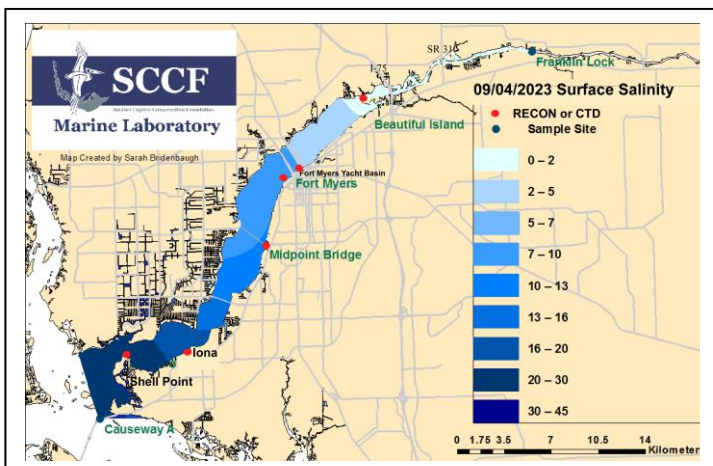 SCCF
Marine Laboratory
Map Created by Sarah Bridenbaugh
SR 31
Franklin Lock
I-75
09/04/2023 Surface Salinity
RECON or CTD
Sample Site
Beautiful Island
0 – 2
2 – 5
5 – 7
7 – 10
10 – 13
13 – 16
16 – 20
20 – 30
30 – 45
Fort Myers Yacht Basin
Fort Myers
Midpoint Bridge
Iona
Shell Point
Causeway A
0 1.75 3.5 7 10.5 14
Kilometer